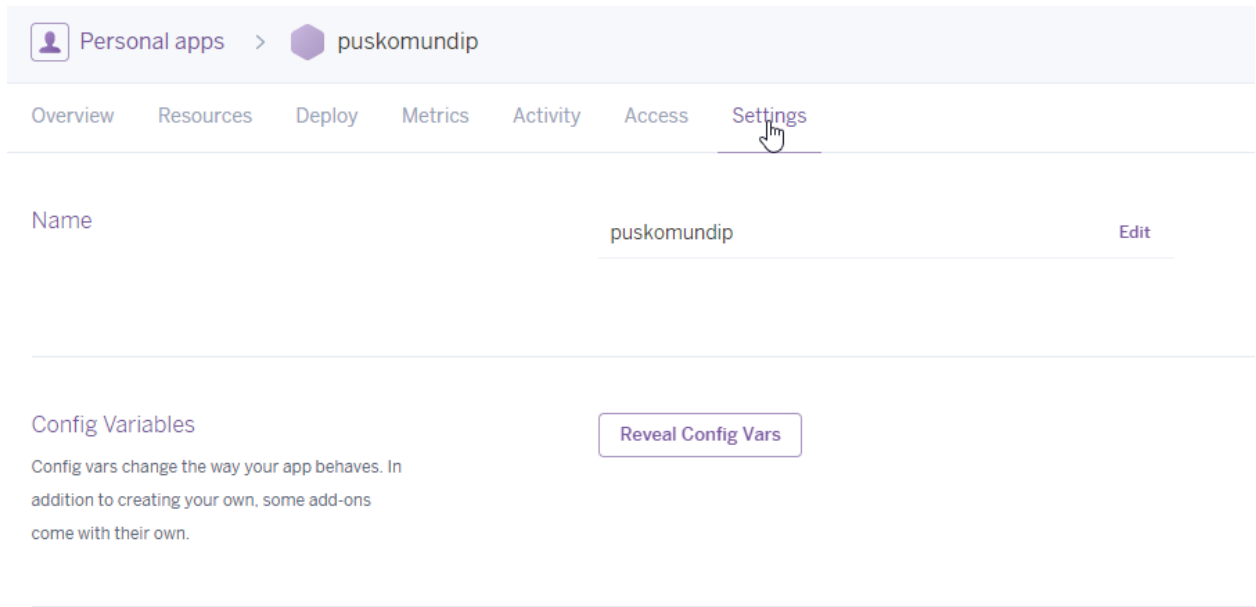 Personal apps > puskomundip
Overview Resources Deploy Metrics Activity Access Settings
Name
puskomundip Edit
Config Variables
Reveal Config Vars
Config vars change the way your app behaves. In
addition to creating your own, some add-ons
come with their own.